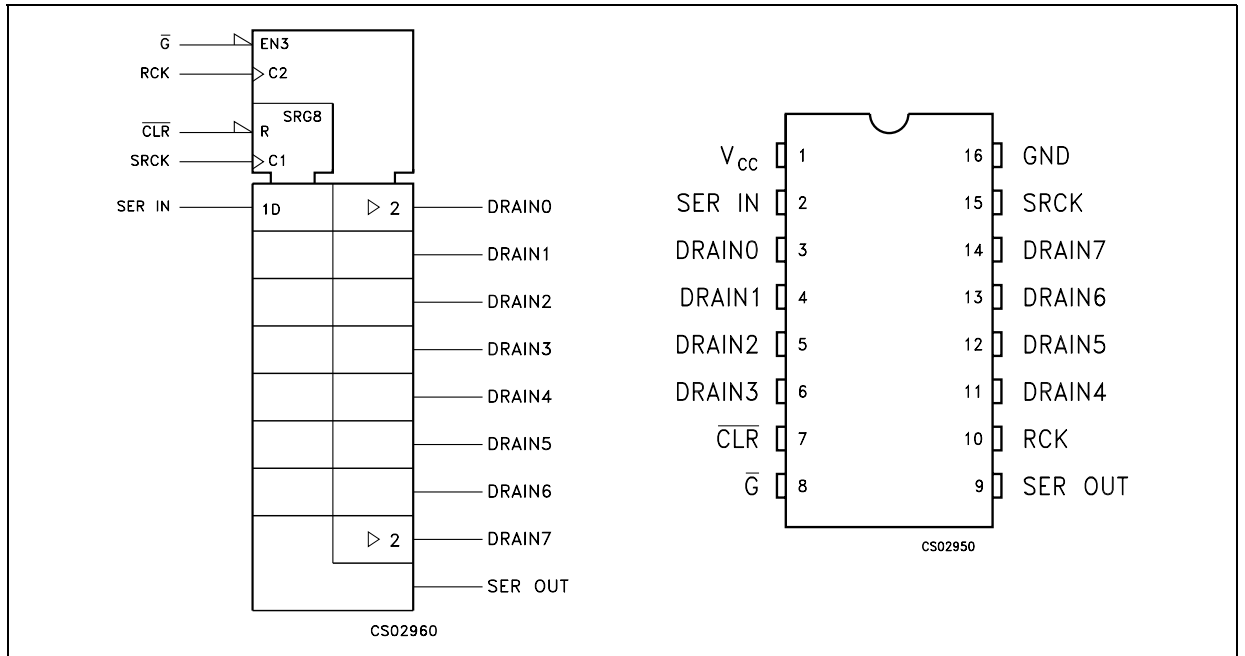 G̅ EN3
RCK C2
SRG8
C̅L̅R̅ R
SRCK C1
SER IN 1D 2 DRAIN0
DRAIN1
DRAIN2
DRAIN3
DRAIN4
DRAIN5
DRAIN6
2 DRAIN7
SER OUT
CS02960
VCC 1 16 GND
SER IN 2 15 SRCK
DRAIN0 3 14 DRAIN7
DRAIN1 4 13 DRAIN6
DRAIN2 5 12 DRAIN5
DRAIN3 6 11 DRAIN4
C̅L̅R̅ 7 10 RCK
G̅ 8 9 SER OUT
CS02950